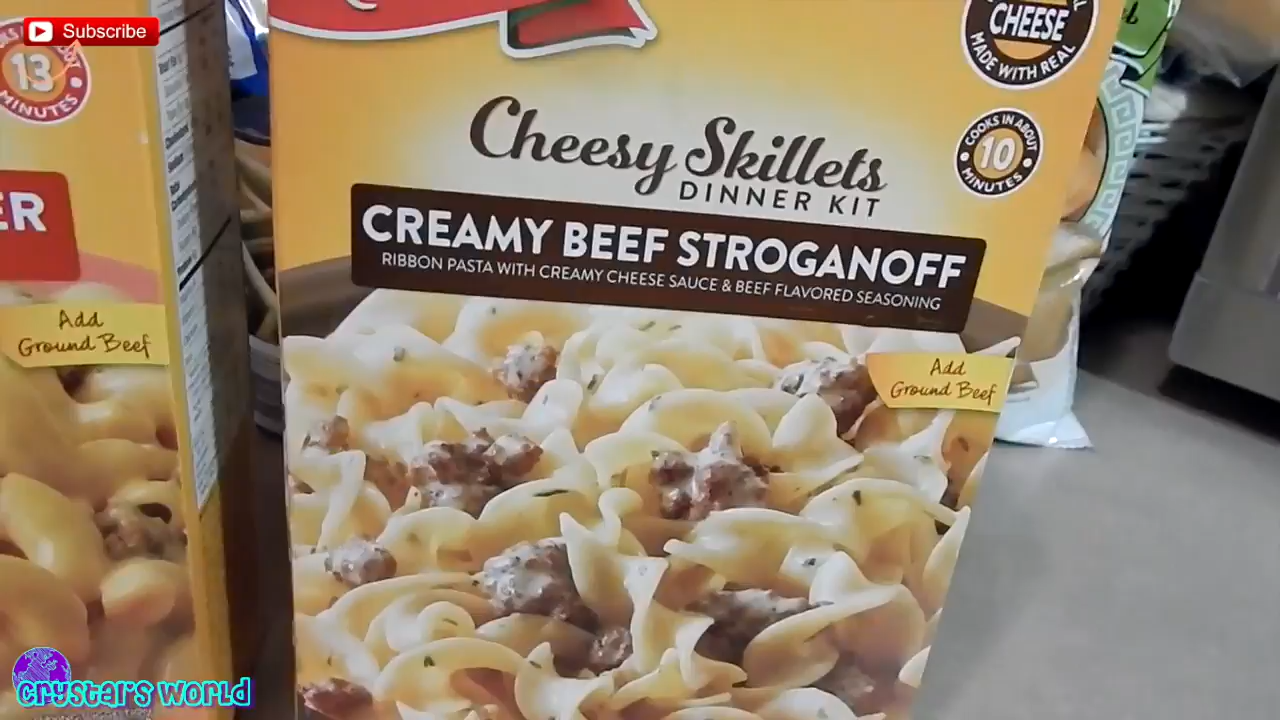 Subscribe
13
MINUTES
ER
Add
Ground Beef
CHEESE
MADE WITH REAL
COOKS IN ABOUT
10
MINUTES
Cheesy Skillets
DINNER KIT
CREAMY BEEF STROGANOFF
RIBBON PASTA WITH CREAMY CHEESE SAUCE & BEEF FLAVORED SEASONING
Add
Ground Beef
Crystar's world